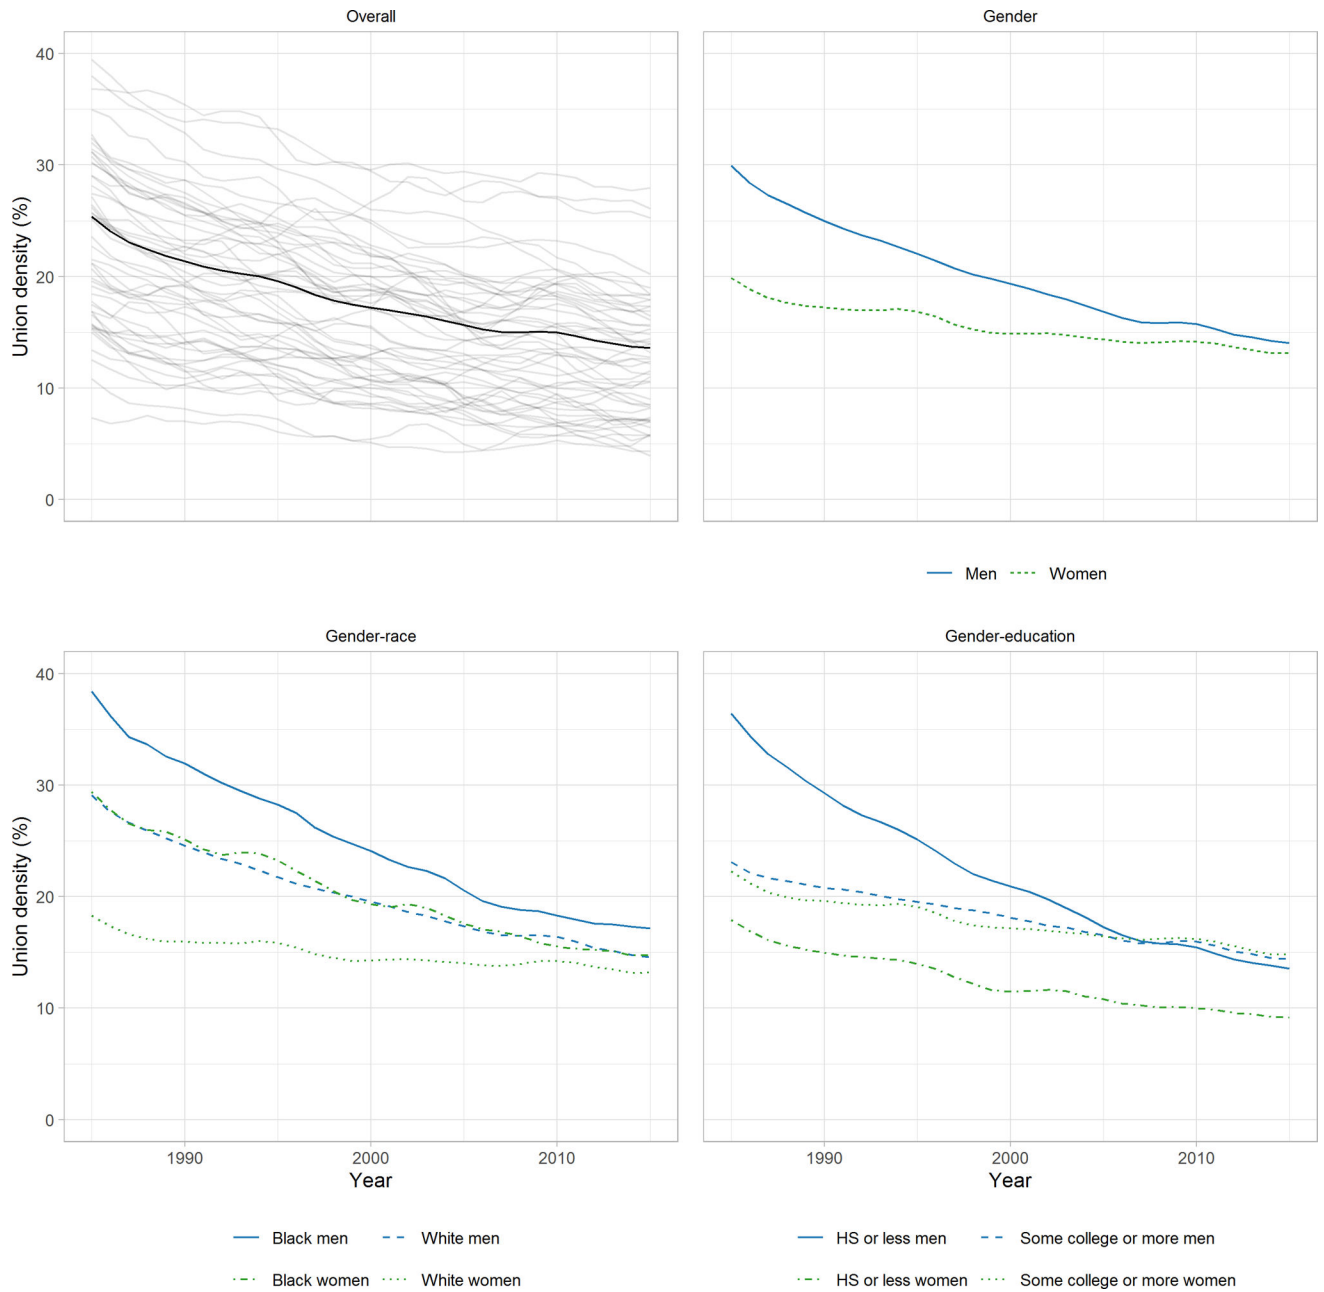 Overall
Gender
Union density (%)
40
30
20
10
0
Men
Women
Gender-race
Gender-education
Union density (%)
40
30
20
10
0
1990
2000
2010
1990
2000
2010
Year
Year
Black men
White men
HS or less men
Some college or more men
Black women
White women
HS or less women
Some college or more women